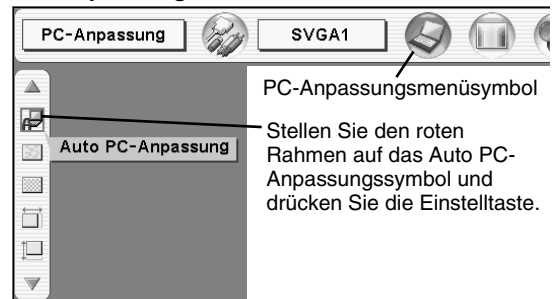 PC-Anpassung
SVGA1
PC-Anpassungsmenüsymbol
Auto PC-Anpassung
Stellen Sie den roten
Rahmen auf das Auto PC-
Anpassungssymbol und
drücken Sie die Einstelltaste.